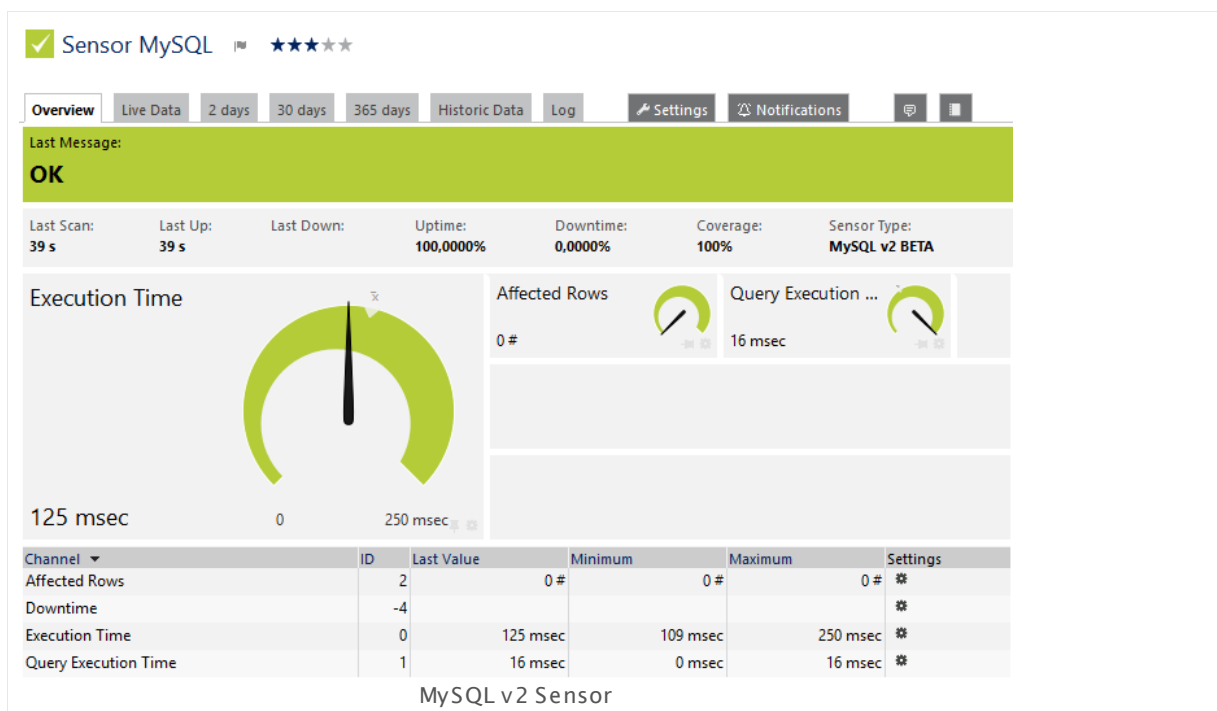 Sensor MySQL
Overview Live Data 2 days 30 days 365 days Historic Data Log Settings Notifications
Last Message:
OK
Last Scan: Last Up: Last Down: Uptime: Downtime: Coverage: Sensor Type:
39 s 39 s 100,0000% 0,0000% 100% MySQL v2 BETA
Execution Time
x̄
125 msec
0 250 msec
Affected Rows
0 #
Query Execution ...
16 msec
Channel ID Last Value Minimum Maximum Settings
Affected Rows 2 0 # 0 # 0 #
Downtime -4
Execution Time 0 125 msec 109 msec 250 msec
Query Execution Time 1 16 msec 0 msec 16 msec
MySQL v2 Sensor